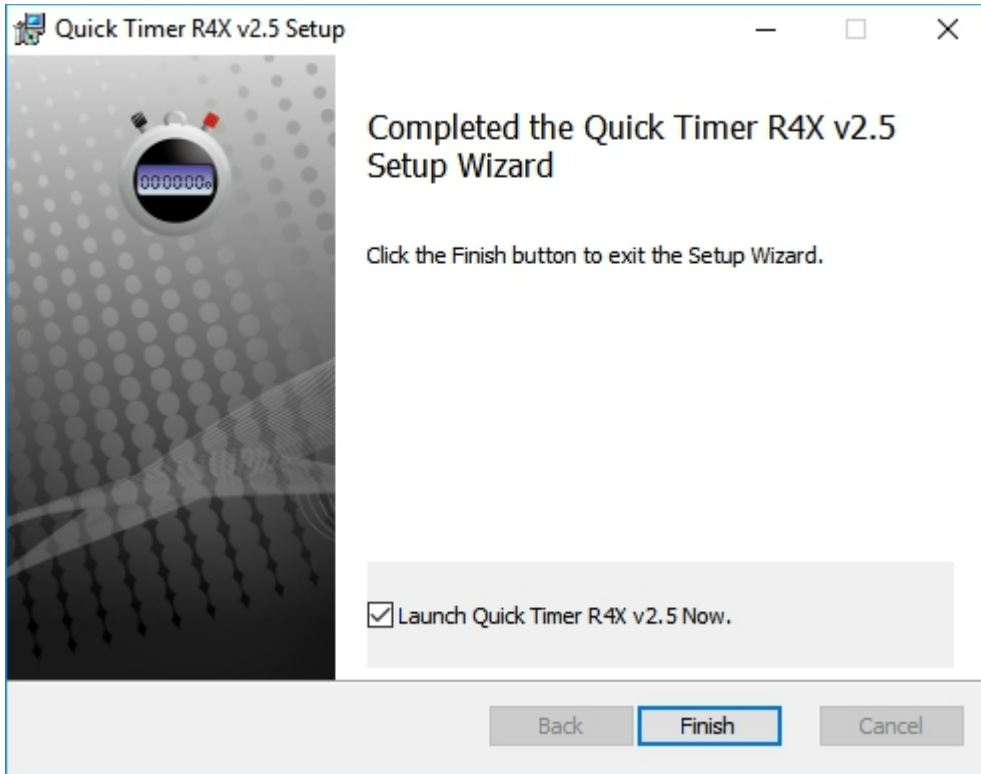 Quick Timer R4X v2.5 Setup
000000₀
Completed the Quick Timer R4X v2.5
Setup Wizard
Click the Finish button to exit the Setup Wizard.
Launch Quick Timer R4X v2.5 Now.
Back
Finish
Cancel